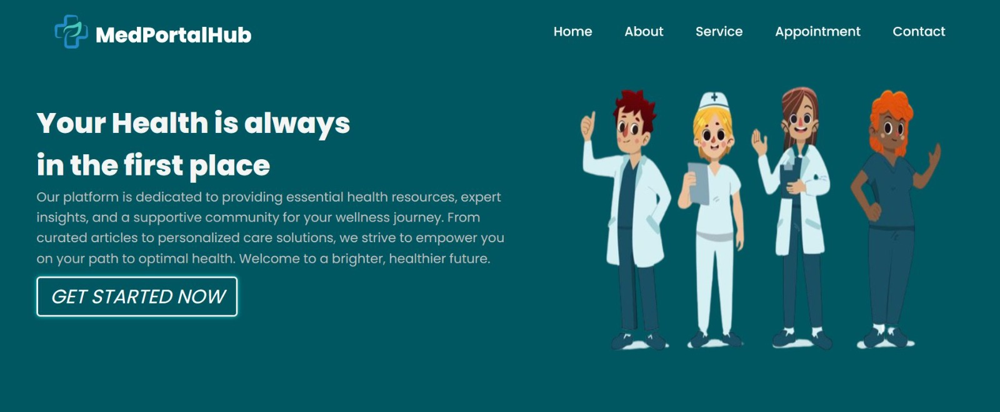 MedPortalHub
Home
About
Service
Appointment
Contact
Your Health is always
in the first place
Our platform is dedicated to providing essential health resources, expert
insights, and a supportive community for your wellness journey. From
curated articles to personalized care solutions, we strive to empower you
on your path to optimal health. Welcome to a brighter, healthier future.
GET STARTED NOW